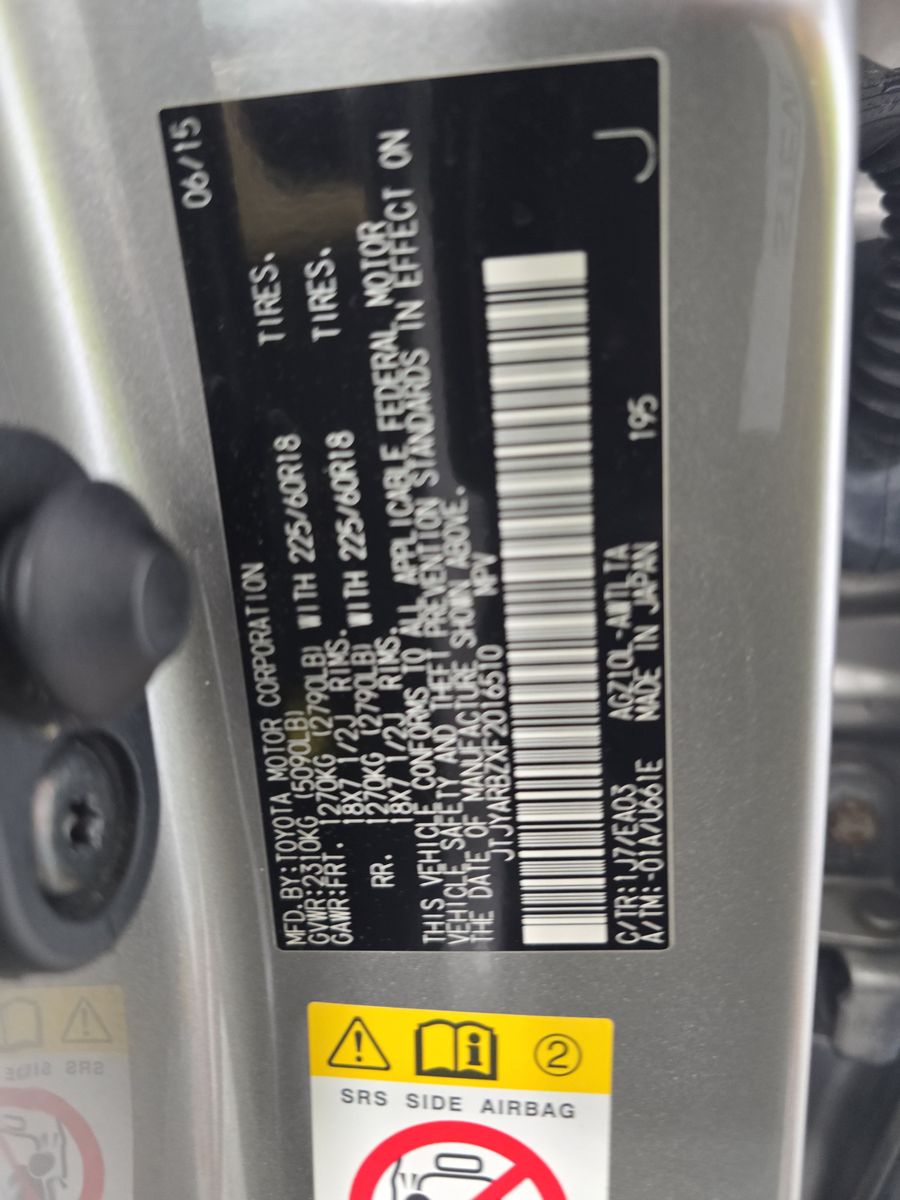 MFD.BY:TOYOTA MOTOR CORPORATION 06/15
GVWR:2310KG (5090LB)
GAWR:FRT. 1270KG (2790LB) WITH 225/60R18 TIRES.
18X7 1/2J RIMS.
RR. 1270KG (2790LB) WITH 225/60R18 TIRES.
18X7 1/2J RIMS.
THIS VEHICLE CONFORMS TO ALL APPLICABLE FEDERAL MOTOR
VEHICLE SAFETY AND THEFT PREVENTION STANDARDS IN EFFECT ON
THE DATE OF MANUFACTURE SHOWN ABOVE.
JTJYARBZXF2016510 MPV
C/TR:1J7/EA03 AGZ10L-AWTLTA 195
A/TM:-01A/U661E MADE IN JAPAN
J
2
SRS SIDE AIRBAG
SRS SIDE